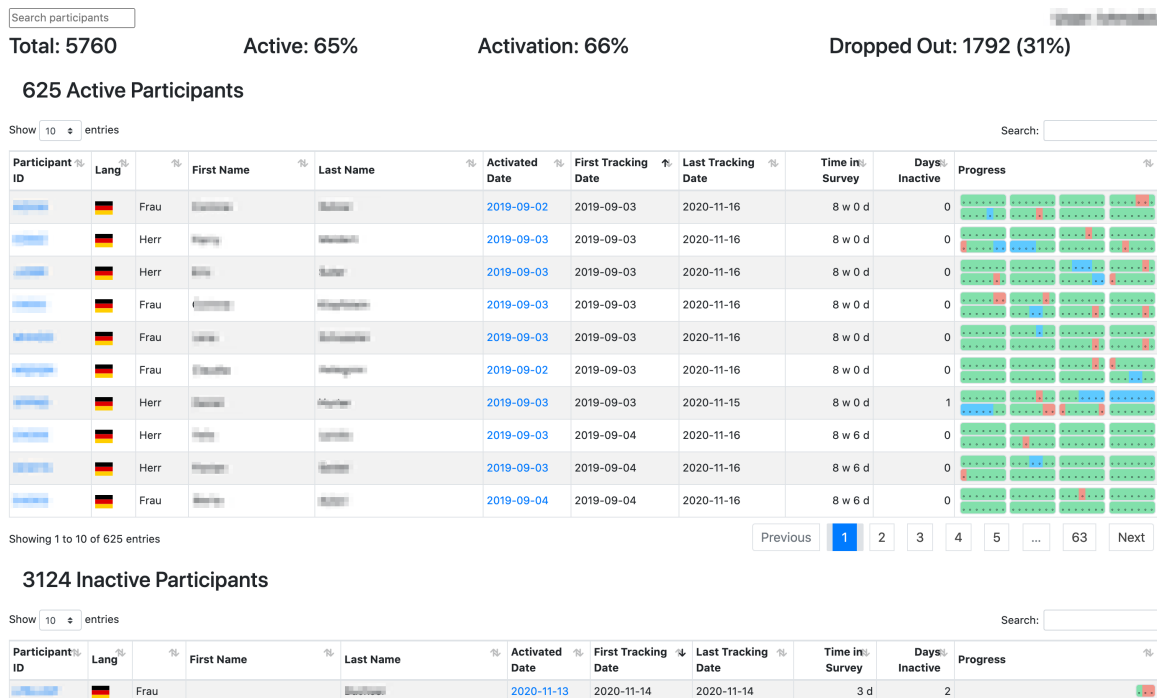 Search participants
Total: 5760 Active: 65% Activation: 66% Dropped Out: 1792 (31%)
625 Active Participants
Show 10 entries Search:
Participant ID Lang First Name Last Name Activated Date First Tracking Date Last Tracking Date Time in Survey Days Inactive Progress
Frau 2019-09-02 2019-09-03 2020-11-16 8 w 0 d 0
Herr 2019-09-03 2019-09-03 2020-11-16 8 w 0 d 0
Herr 2019-09-03 2019-09-03 2020-11-16 8 w 0 d 0
Frau 2019-09-03 2019-09-03 2020-11-16 8 w 0 d 0
Frau 2019-09-03 2019-09-03 2020-11-16 8 w 0 d 0
Frau 2019-09-02 2019-09-03 2020-11-16 8 w 0 d 0
Herr 2019-09-03 2019-09-03 2020-11-15 8 w 0 d 1
Herr 2019-09-03 2019-09-04 2020-11-16 8 w 6 d 0
Herr 2019-09-03 2019-09-04 2020-11-16 8 w 6 d 0
Frau 2019-09-04 2019-09-04 2020-11-16 8 w 6 d 0
Showing 1 to 10 of 625 entries Previous 1 2 3 4 5 ... 63 Next
3124 Inactive Participants
Show 10 entries Search:
Participant ID Lang First Name Last Name Activated Date First Tracking Date Last Tracking Date Time in Survey Days Inactive Progress
Frau 2020-11-13 2020-11-14 2020-11-14 3 d 2